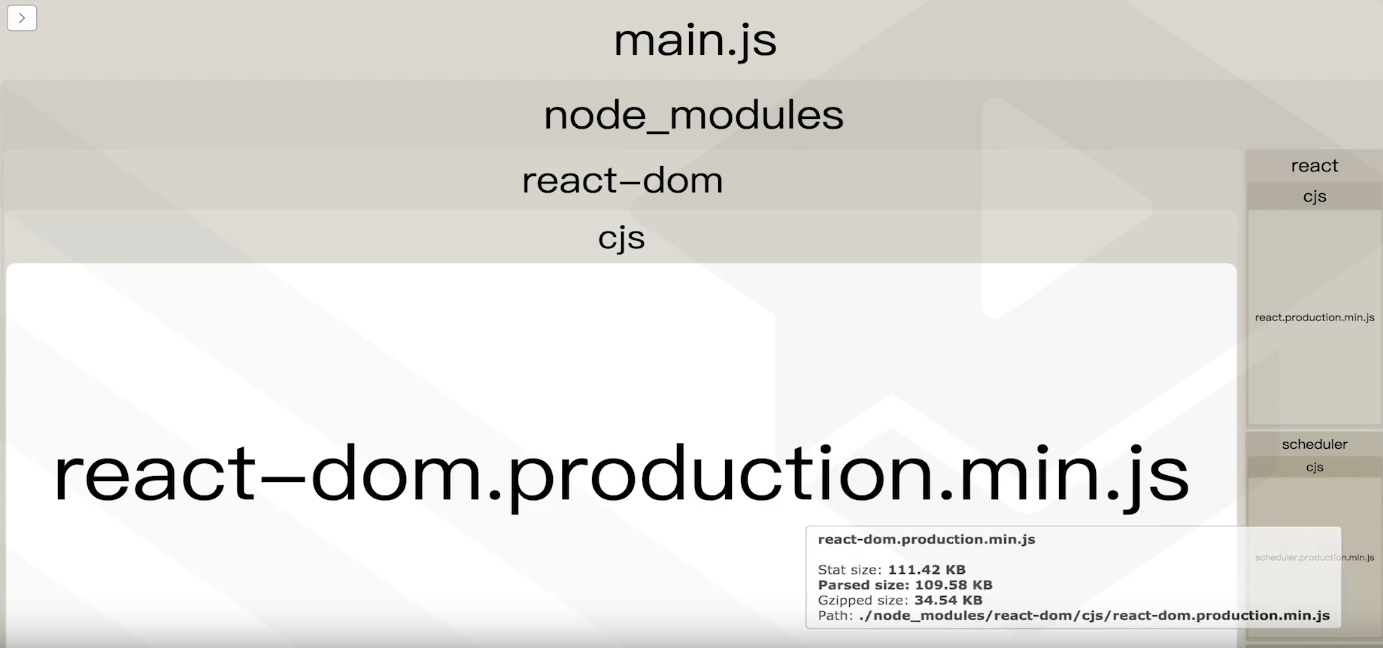 main.js
node_modules
react-dom
cjs
react-dom.production.min.js
react
cjs
react.production.min.js
scheduler
cjs
scheduler.production.min.js
react-dom.production.min.js
Stat size: 111.42 KB
Parsed size: 109.58 KB
Gzipped size: 34.54 KB
Path: ./node_modules/react-dom/cjs/react-dom.production.min.js